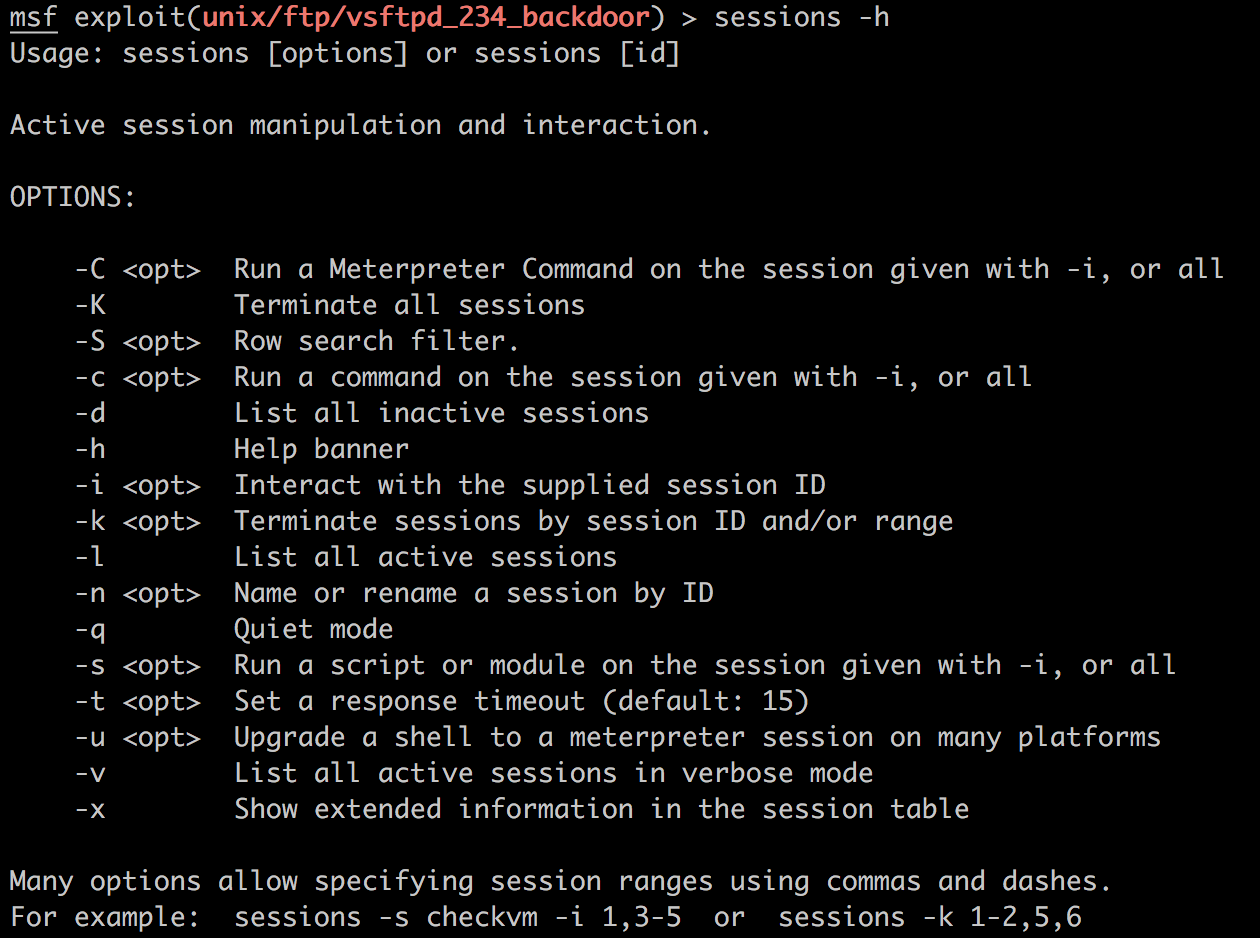 msf exploit(unix/ftp/vsftpd_234_backdoor) > sessions -h
Usage: sessions [options] or sessions [id]

Active session manipulation and interaction.

OPTIONS:

    -C <opt>  Run a Meterpreter Command on the session given with -i, or all
    -K        Terminate all sessions
    -S <opt>  Row search filter.
    -c <opt>  Run a command on the session given with -i, or all
    -d        List all inactive sessions
    -h        Help banner
    -i <opt>  Interact with the supplied session ID
    -k <opt>  Terminate sessions by session ID and/or range
    -l        List all active sessions
    -n <opt>  Name or rename a session by ID
    -q        Quiet mode
    -s <opt>  Run a script or module on the session given with -i, or all
    -t <opt>  Set a response timeout (default: 15)
    -u <opt>  Upgrade a shell to a meterpreter session on many platforms
    -v        List all active sessions in verbose mode
    -x        Show extended information in the session table

Many options allow specifying session ranges using commas and dashes.
For example:  sessions -s checkvm -i 1,3-5  or  sessions -k 1-2,5,6